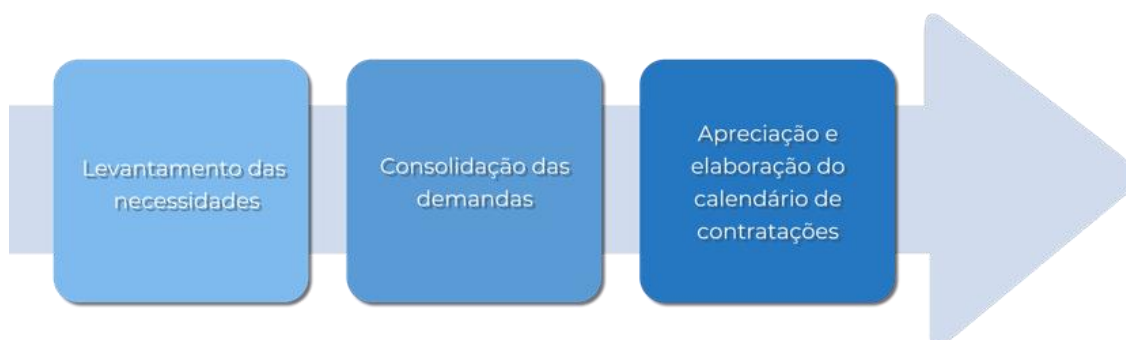 Levantamento das
necessidades
Consolidação das
demandas
Apreciação e
elaboração do
calendário de
contratações